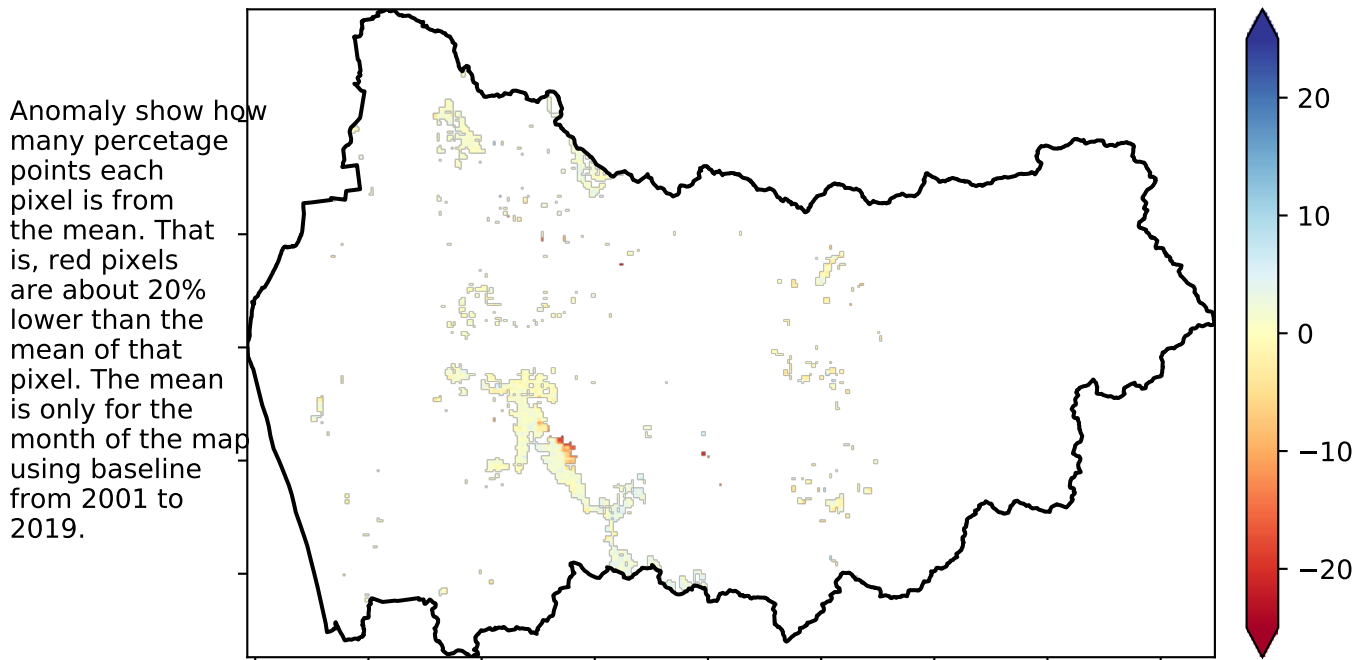 Anomaly show how
many percetage
points each
pixel is from
the mean. That
is, red pixels
are about 20%
lower than the
mean of that
pixel. The mean
is only for the
month of the map
using baseline
from 2001 to
2019.
20
10
0
−10
−20